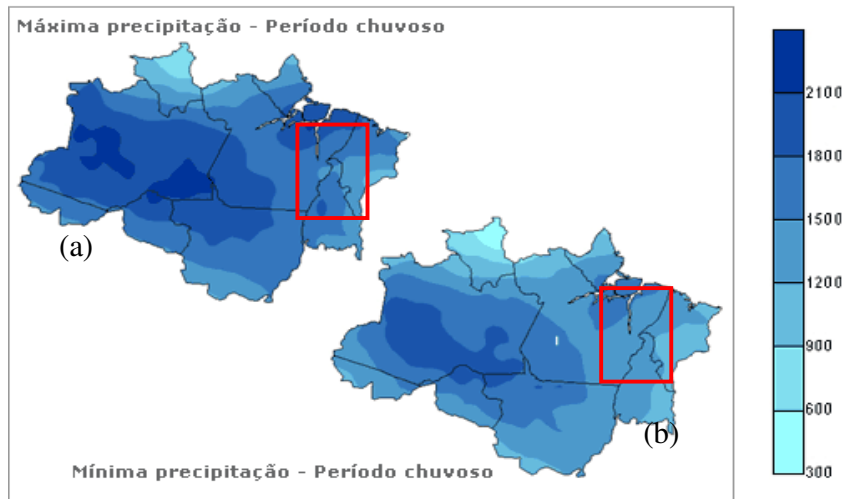 Máxima precipitação - Período chuvoso
(a)
(b)
Mínima precipitação - Período chuvoso
2100
1800
1500
1200
900
600
300